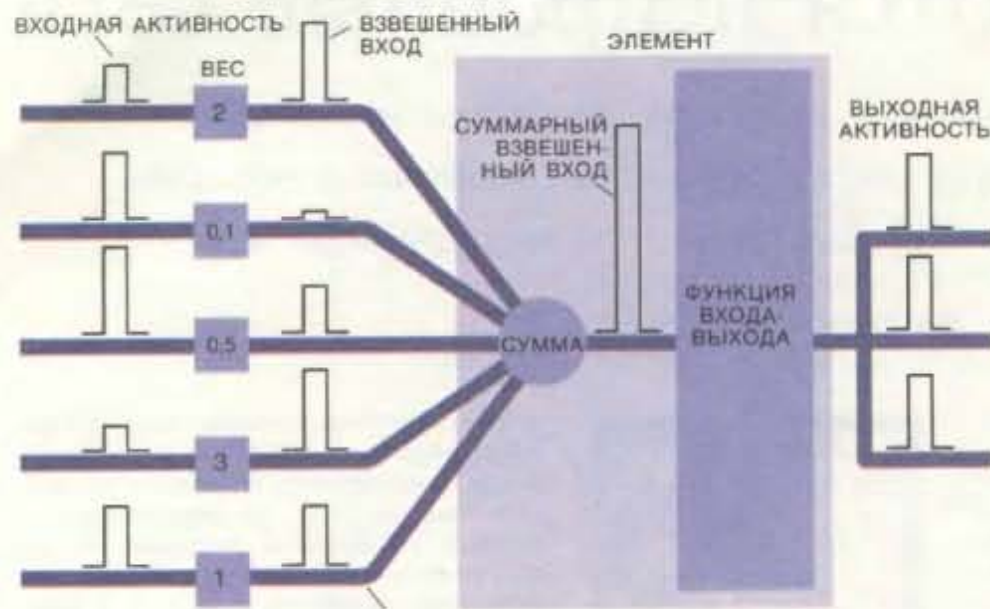 ВХОДНАЯ АКТИВНОСТЬ
ВЗВЕШЕННЫЙ
ВХОД
ВЕС
ЭЛЕМЕНТ
2
СУММАРНЫЙ
ВЗВЕШЕН-
НЫЙ ВХОД
ВЫХОДНАЯ
АКТИВНОСТЬ
0,1
0,5
СУММА
ФУНКЦИЯ
ВХОДА-
ВЫХОДА
3
1